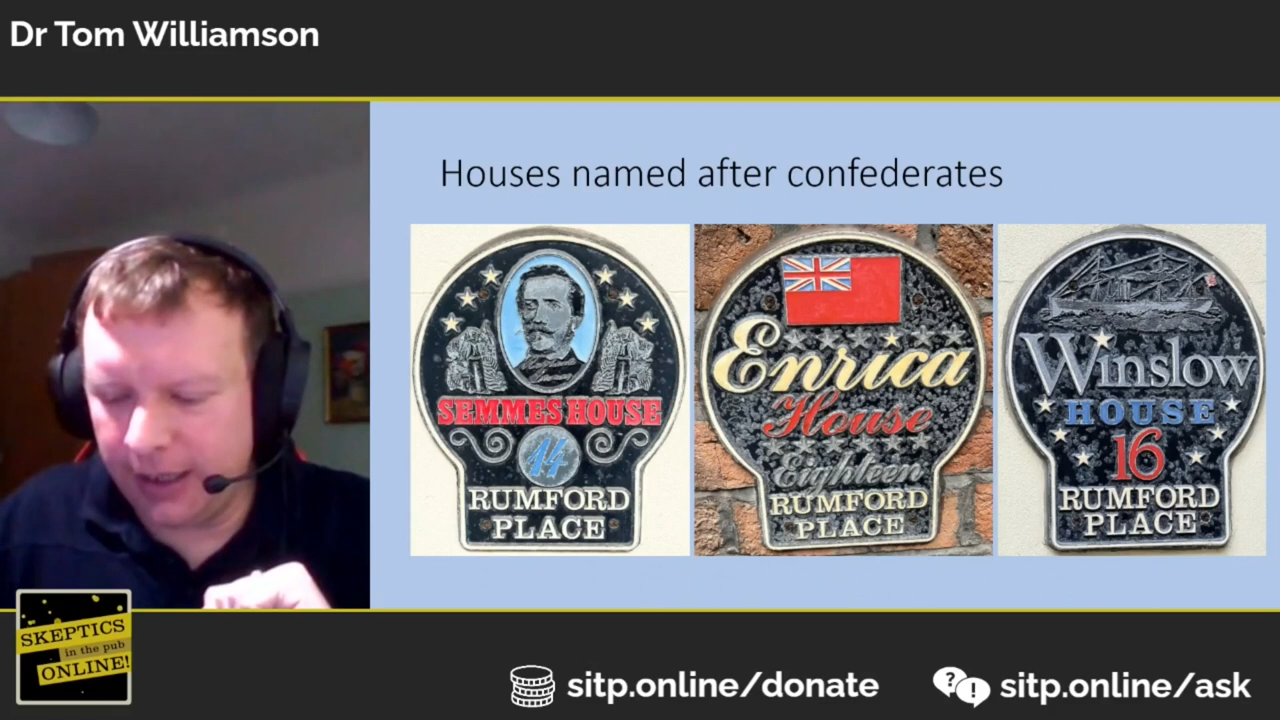 Dr Tom Williamson
Houses named after confederates
SEMMES HOUSE
14
RUMFORD
PLACE
Enrica
House
Eighteen
RUMFORD
PLACE
Winslow
HOUSE
16
RUMFORD
PLACE
SKEPTICS
in the pub
ONLINE!
sitp.online/donate
? !
sitp.online/ask